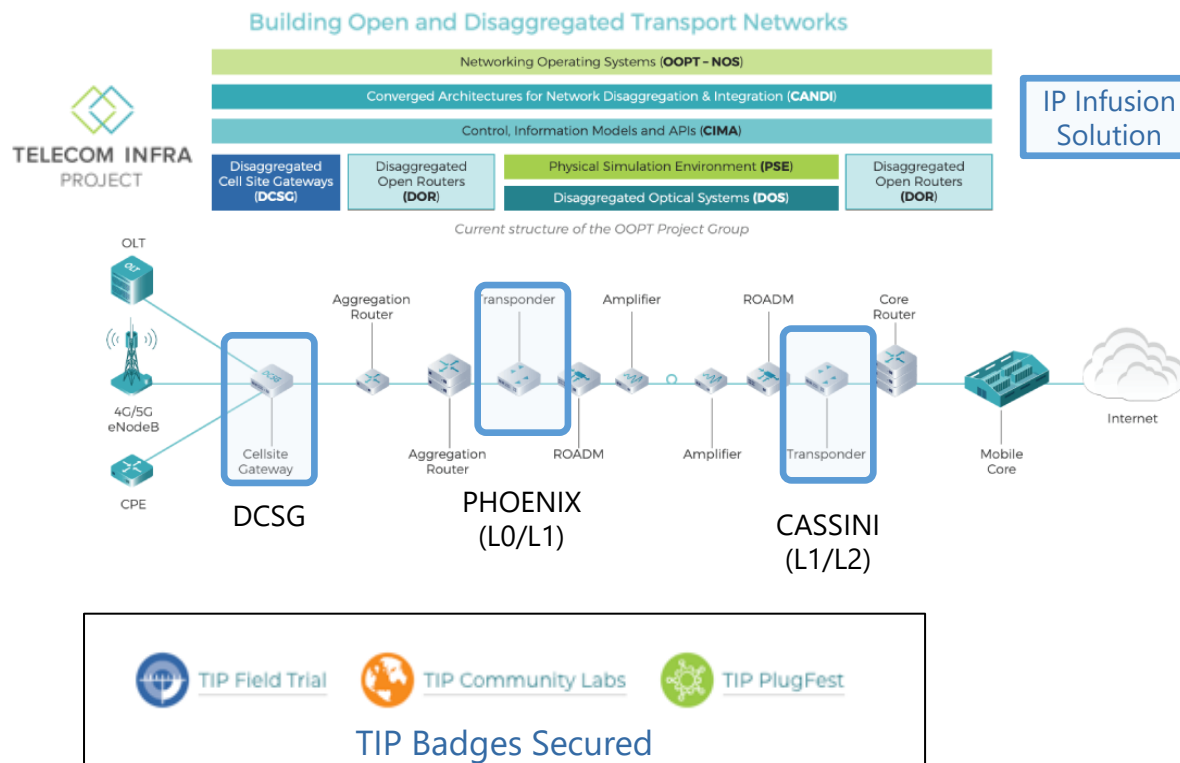 Building Open and Disaggregated Transport Networks
Networking Operating Systems (OOPT – NOS)
Converged Architectures for Network Disaggregation & Integration (CANDI)
Control, Information Models and APIs (CIMA)
TELECOM INFRA
PROJECT
IP Infusion
Solution
Disaggregated
Cell Site Gateways
(DCSG)
Disaggregated
Open Routers
(DOR)
Physical Simulation Environment (PSE)
Disaggregated Optical Systems (DOS)
Disaggregated
Open Routers
(DOR)
Current structure of the OOPT Project Group
OLT
OLT
Aggregation
Router
Transponder
Amplifier
ROADM
Core
Router
DCSG
4G/5G
eNodeB
Internet
Cellsite
Gateway
Aggregation
Router
ROADM
Amplifier
Transponder
Mobile
Core
CPE
DCSG
PHOENIX
(L0/L1)
CASSINI
(L1/L2)
TIP Field Trial
TIP Community Labs
TIP PlugFest
TIP Badges Secured